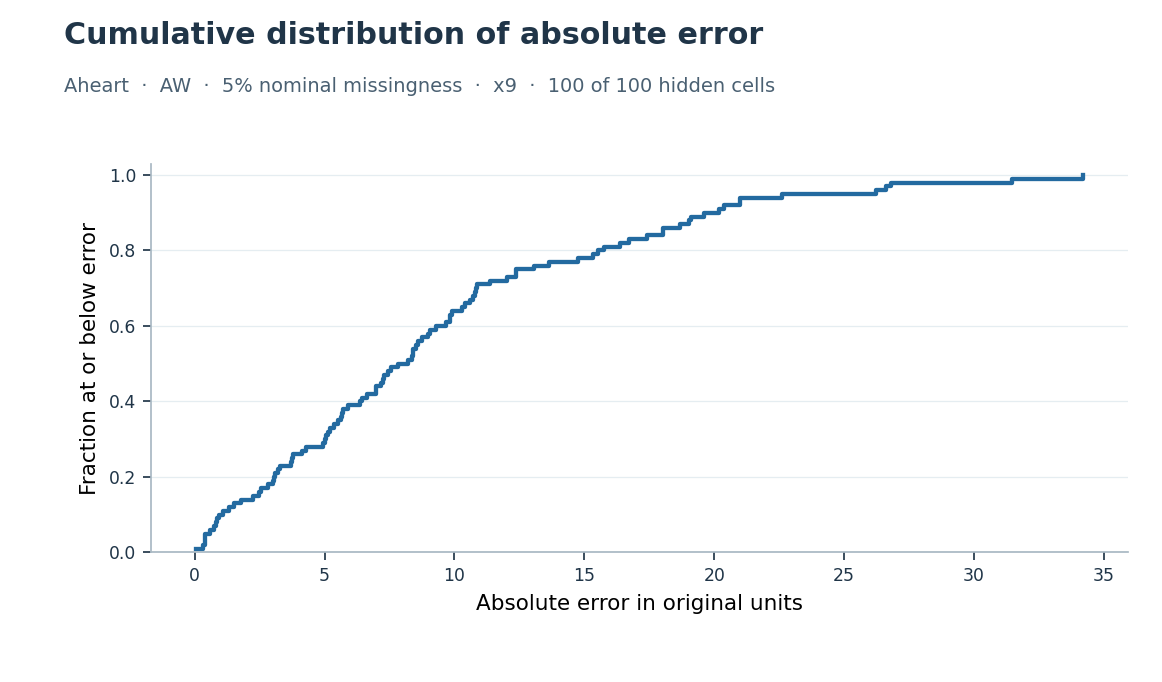 Cumulative distribution of absolute error
Aheart · AW · 5% nominal missingness · x9 · 100 of 100 hidden cells
Fraction at or below error
1.0
0.8
0.6
0.4
0.2
0.0
0 5 10 15 20 25 30 35
Absolute error in original units